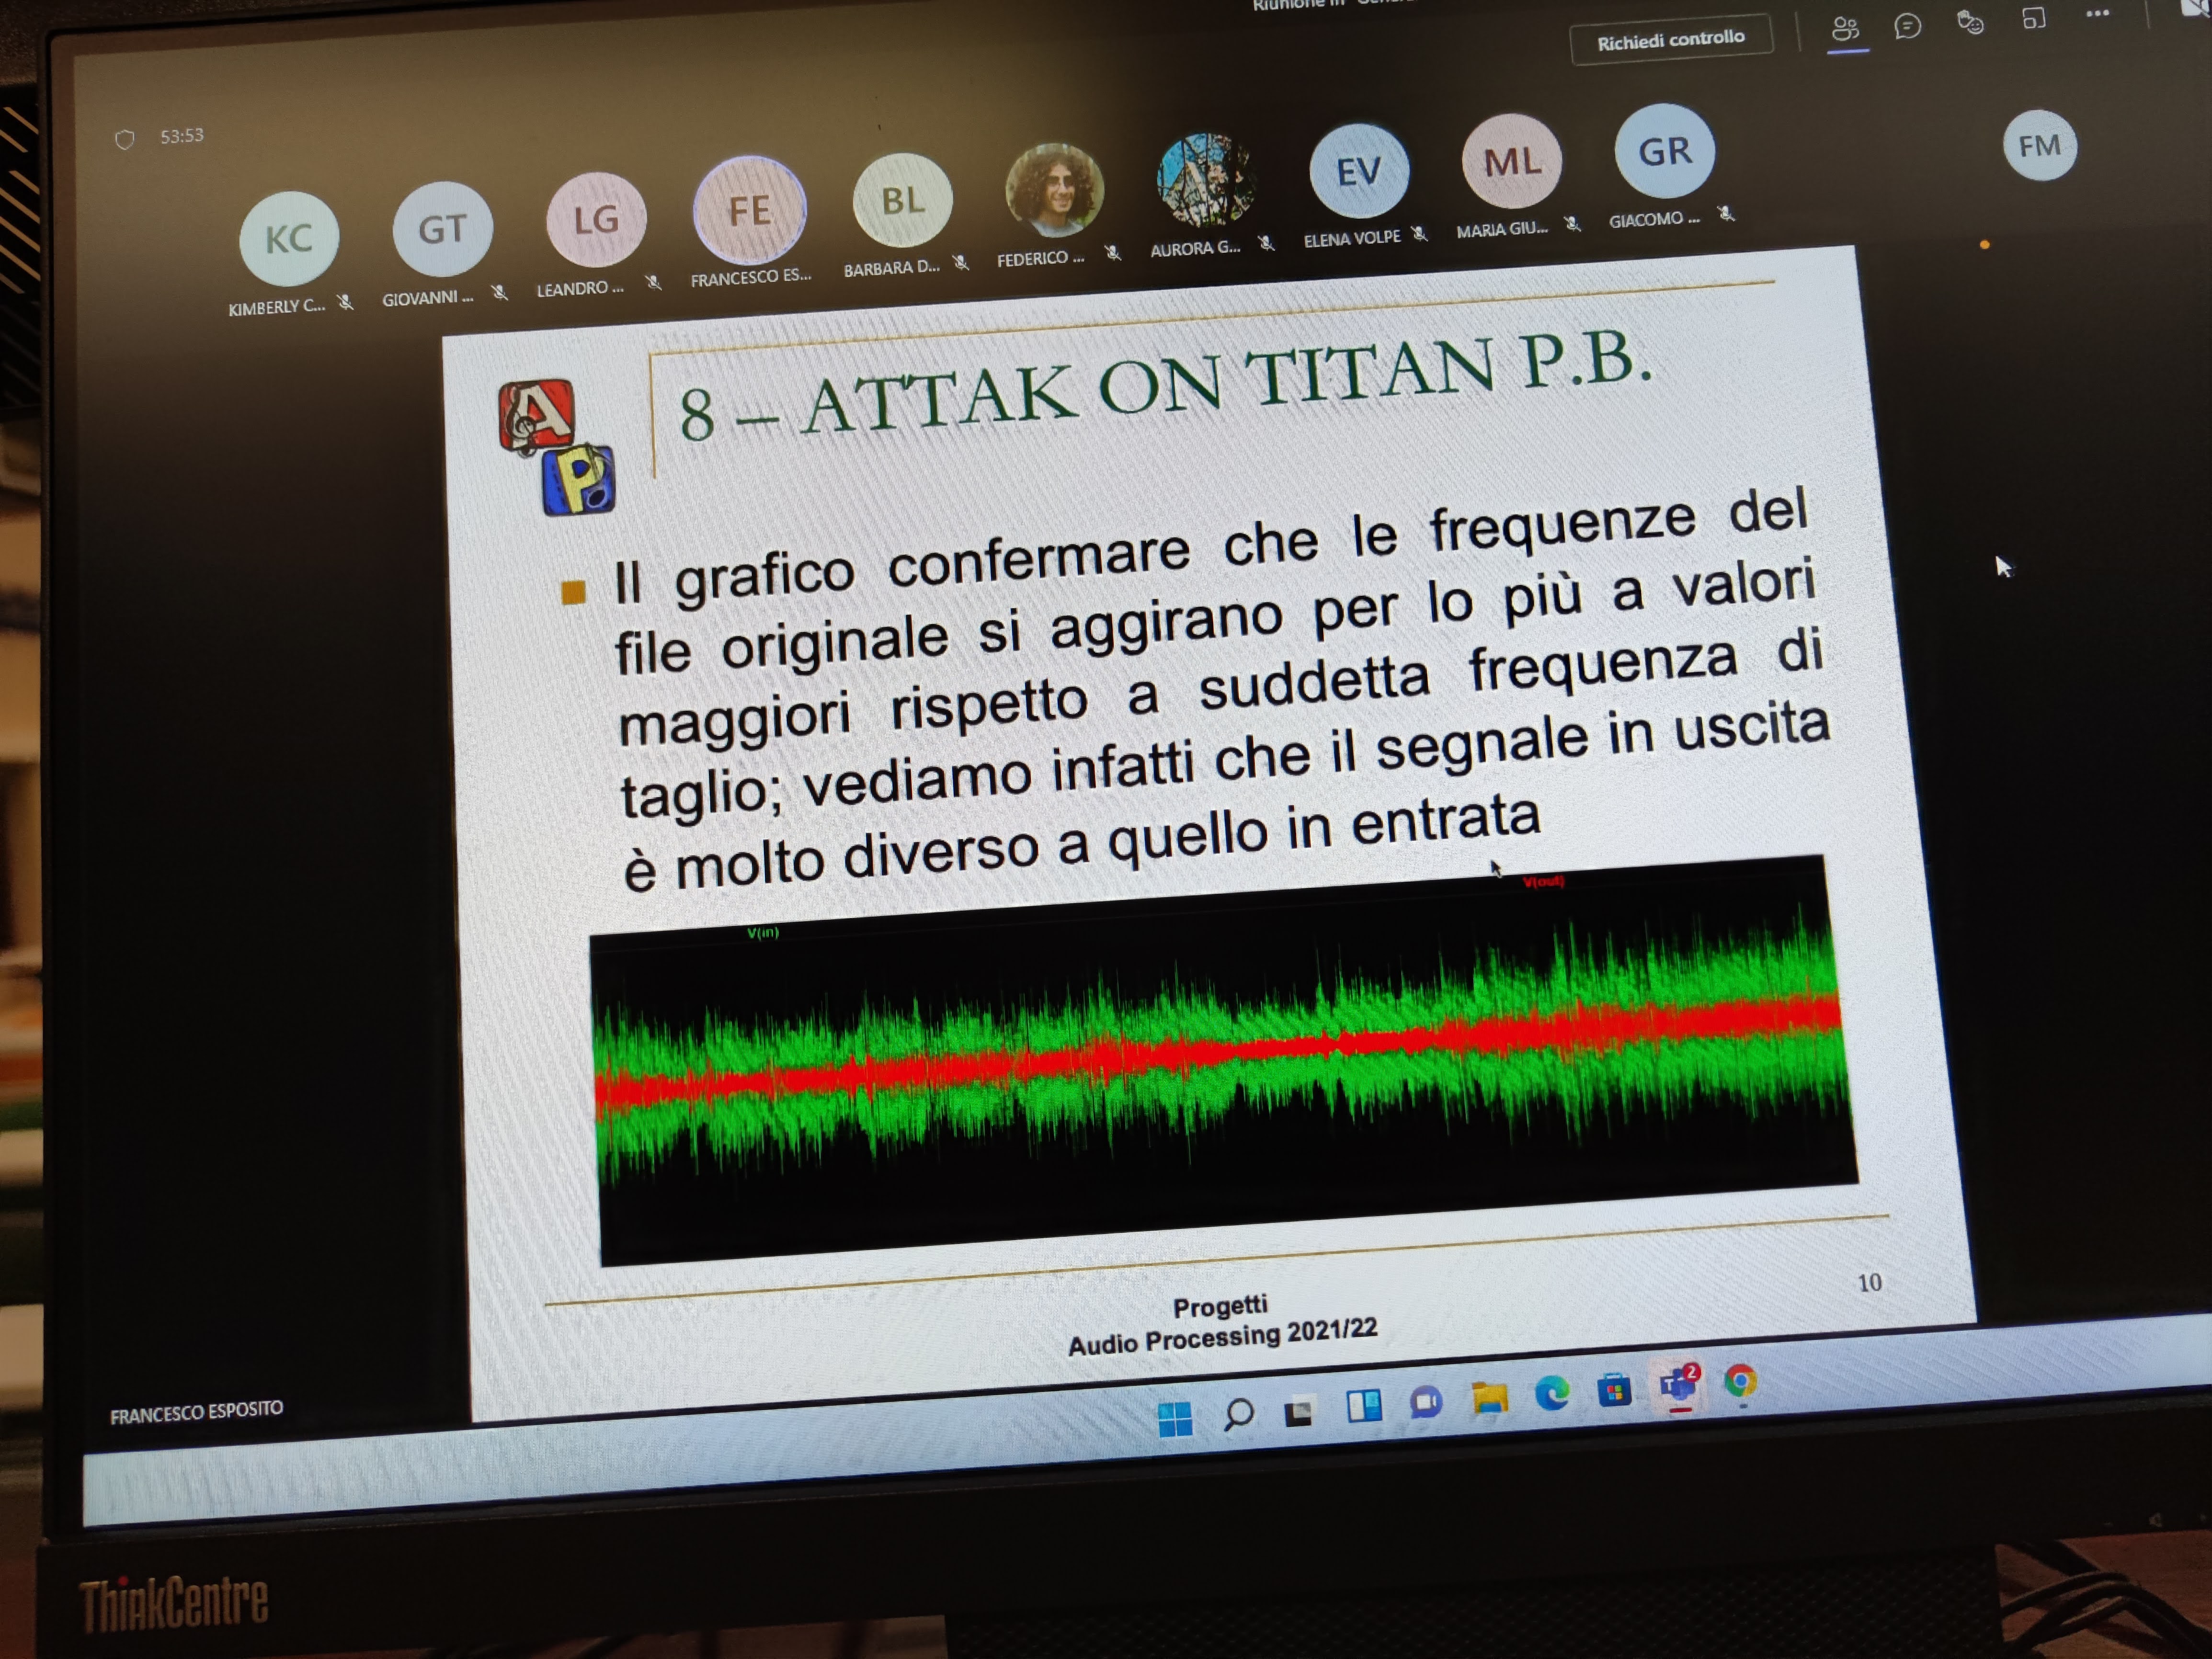 Richiedi controllo
53:53
KC
GT
LG
FE
BL
EV
ML
GR
FM
KIMBERLY C...
GIOVANNI ...
LEANDRO ...
FRANCESCO ES...
BARBARA D...
FEDERICO ...
AURORA G...
ELENA VOLPE
MARIA GIU...
GIACOMO ...
A
P
8 – ATTAK ON TITAN P.B.
Il grafico confermare che le frequenze del
file originale si aggirano per lo più a valori
maggiori rispetto a suddetta frequenza di
taglio; vediamo infatti che il segnale in uscita
è molto diverso a quello in entrata
V(in)
V(out)
Progetti
Audio Processing 2021/22
10
FRANCESCO ESPOSITO
T
2
ThinkCentre